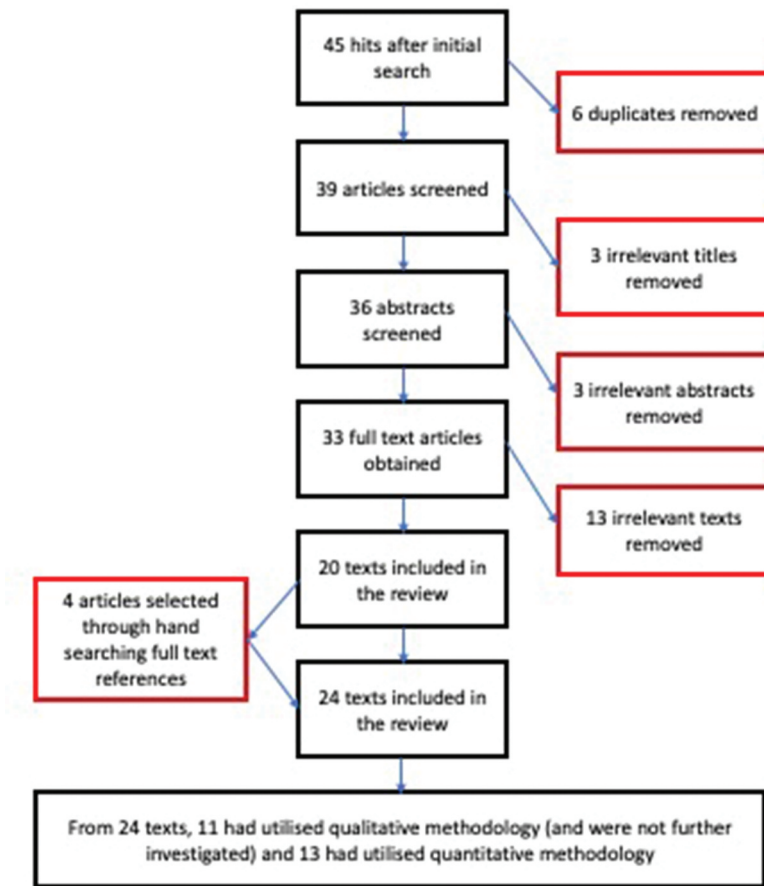 45 hits after initial
search
6 duplicates removed
39 articles screened
3 irrelevant titles
removed
36 abstracts
screened
3 irrelevant abstracts
removed
33 full text articles
obtained
13 irrelevant texts
removed
20 texts included in
the review
4 articles selected
through hand
searching full text
references
24 texts included in
the review
From 24 texts, 11 had utilised qualitative methodology (and were not further
investigated) and 13 had utilised quantitative methodology